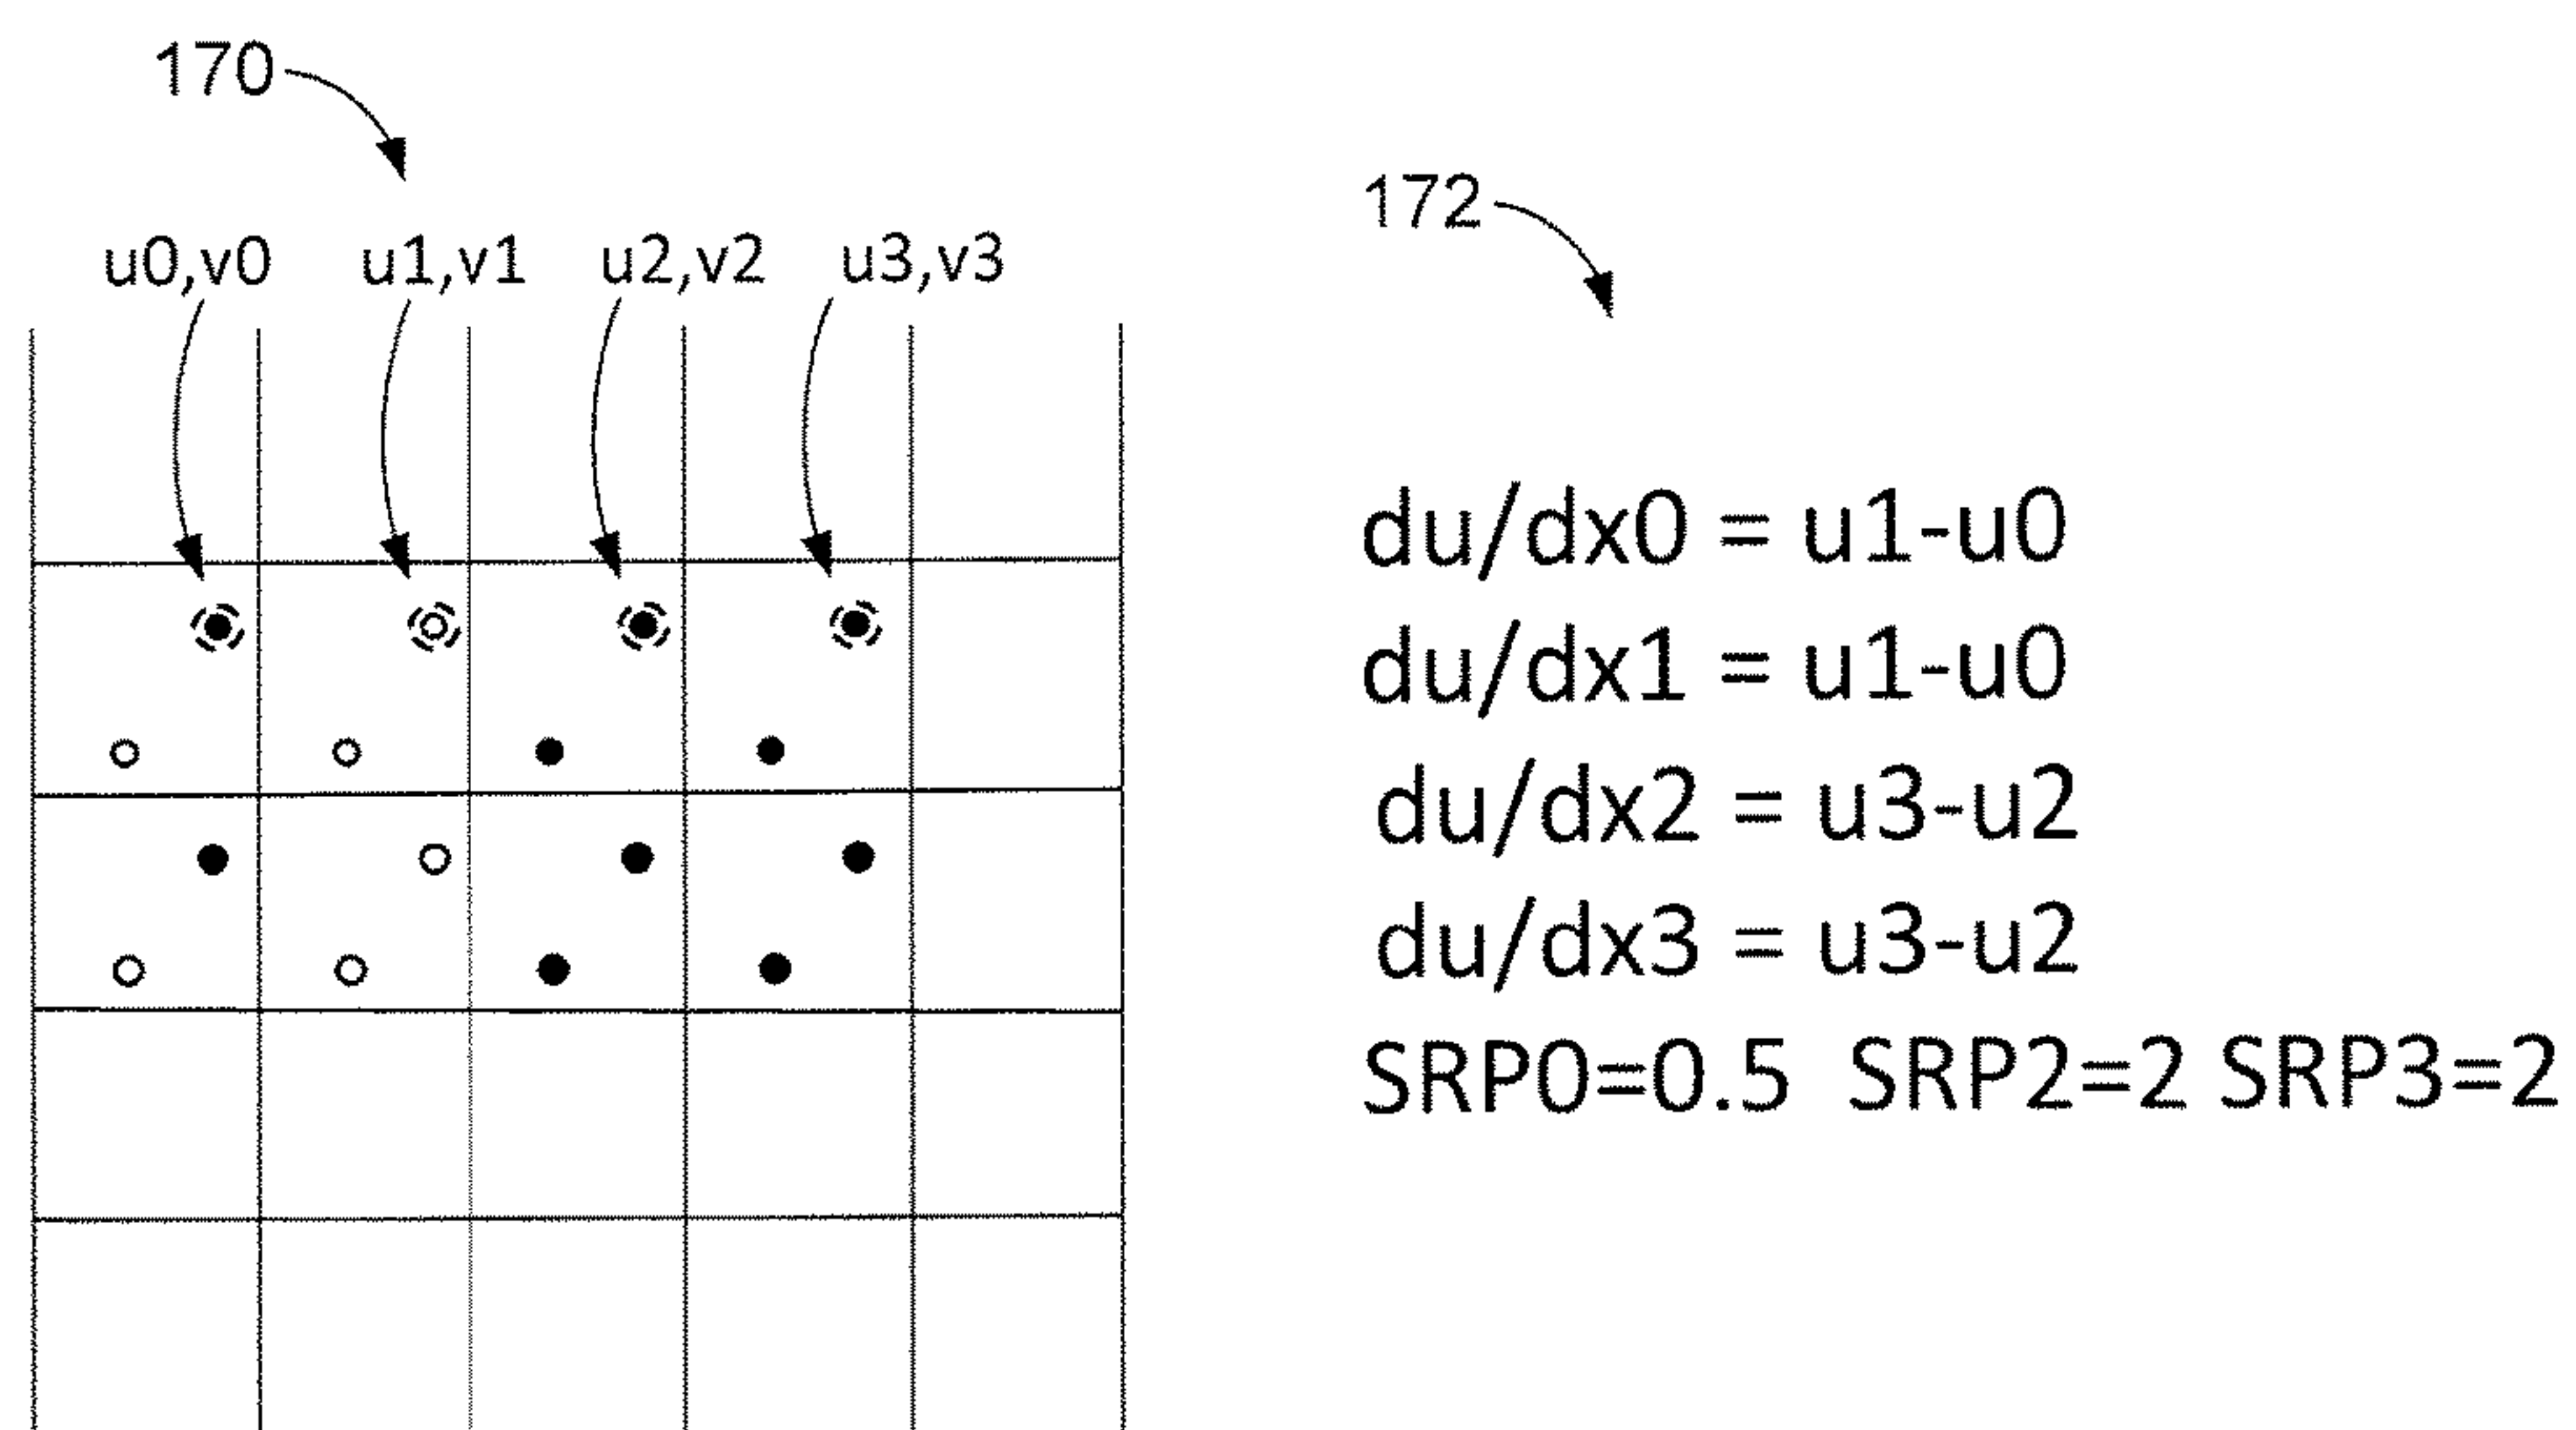 170
172
u0,v0 u1,v1 u2,v2 u3,v3
du/dx0 = u1-u0
du/dx1 = u1-u0
du/dx2 = u3-u2
du/dx3 = u3-u2
SRP0=0.5 SRP2=2 SRP3=2